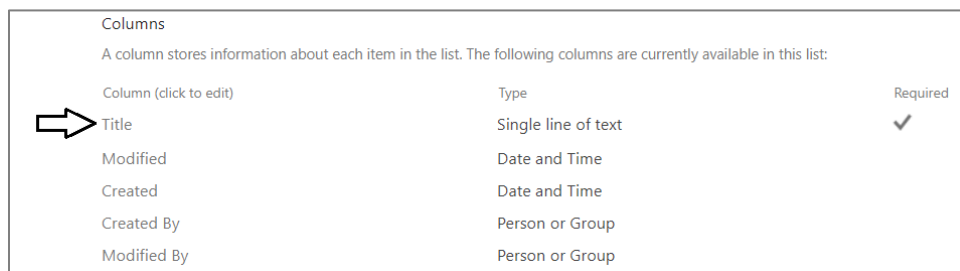 Columns
A column stores information about each item in the list. The following columns are currently available in this list:
Column (click to edit) Type Required
Title Single line of text
Modified Date and Time
Created Date and Time
Created By Person or Group
Modified By Person or Group